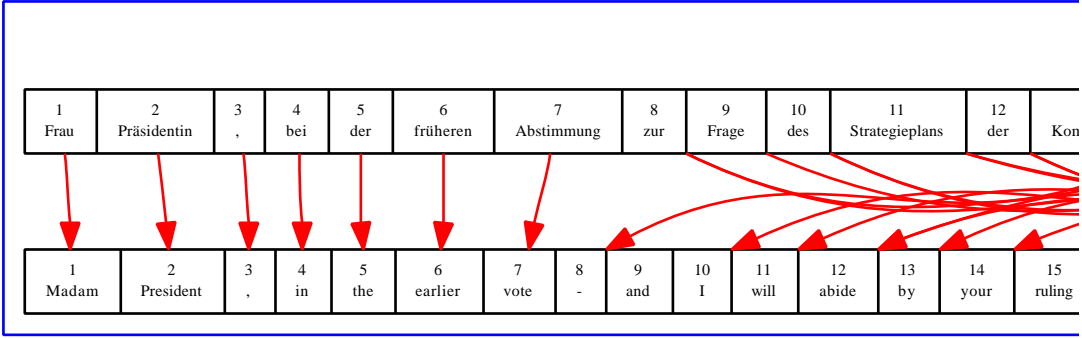 1 2 3 4 5 6 7 8 9 10 11 12
Frau Präsidentin , bei der früheren Abstimmung zur Frage des Strategieplans der
1 2 3 4 5 6 7 8 9 10 11 12 13 14 15
Madam President , in the earlier vote - and I will abide by your ruling